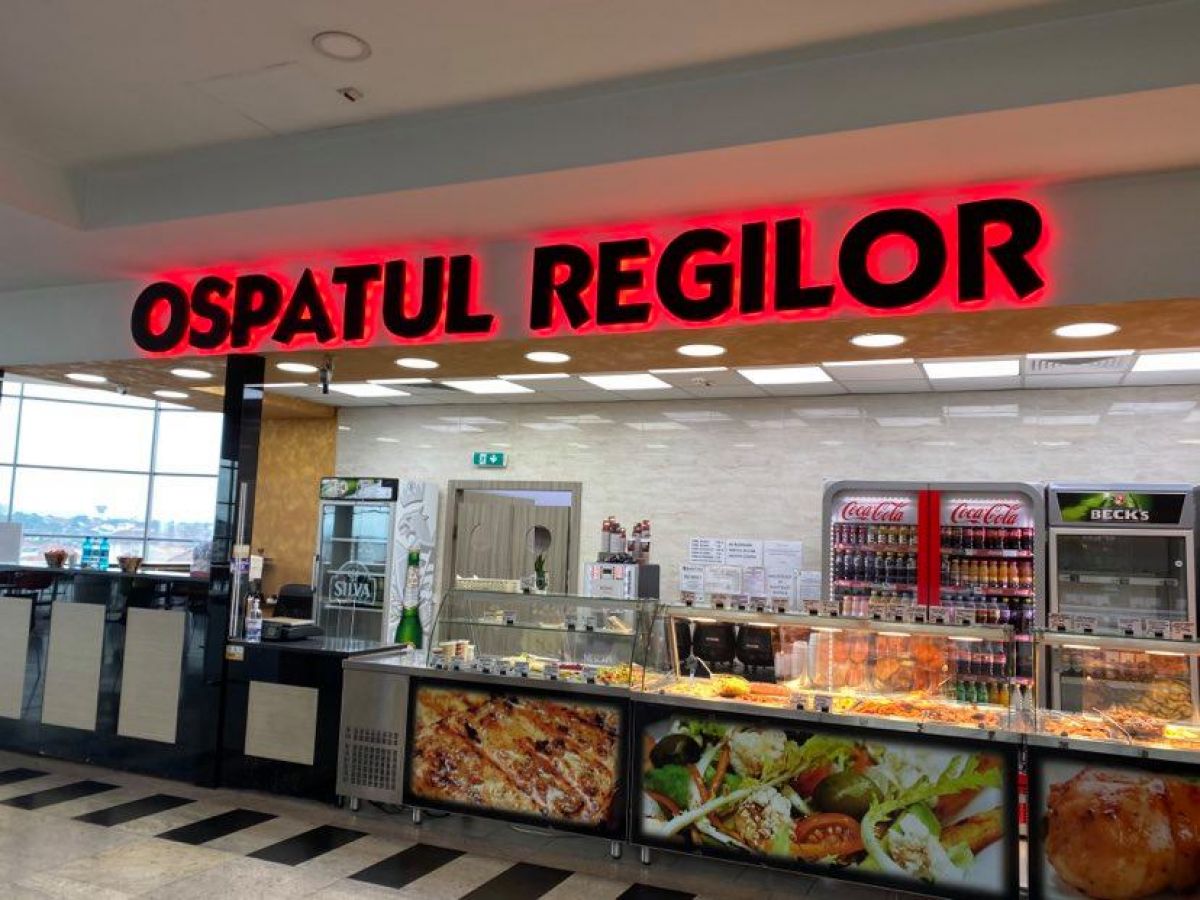 OSPATUL REGILOR
Coca-Cola
Coca-Cola
BECK'S
SILVA